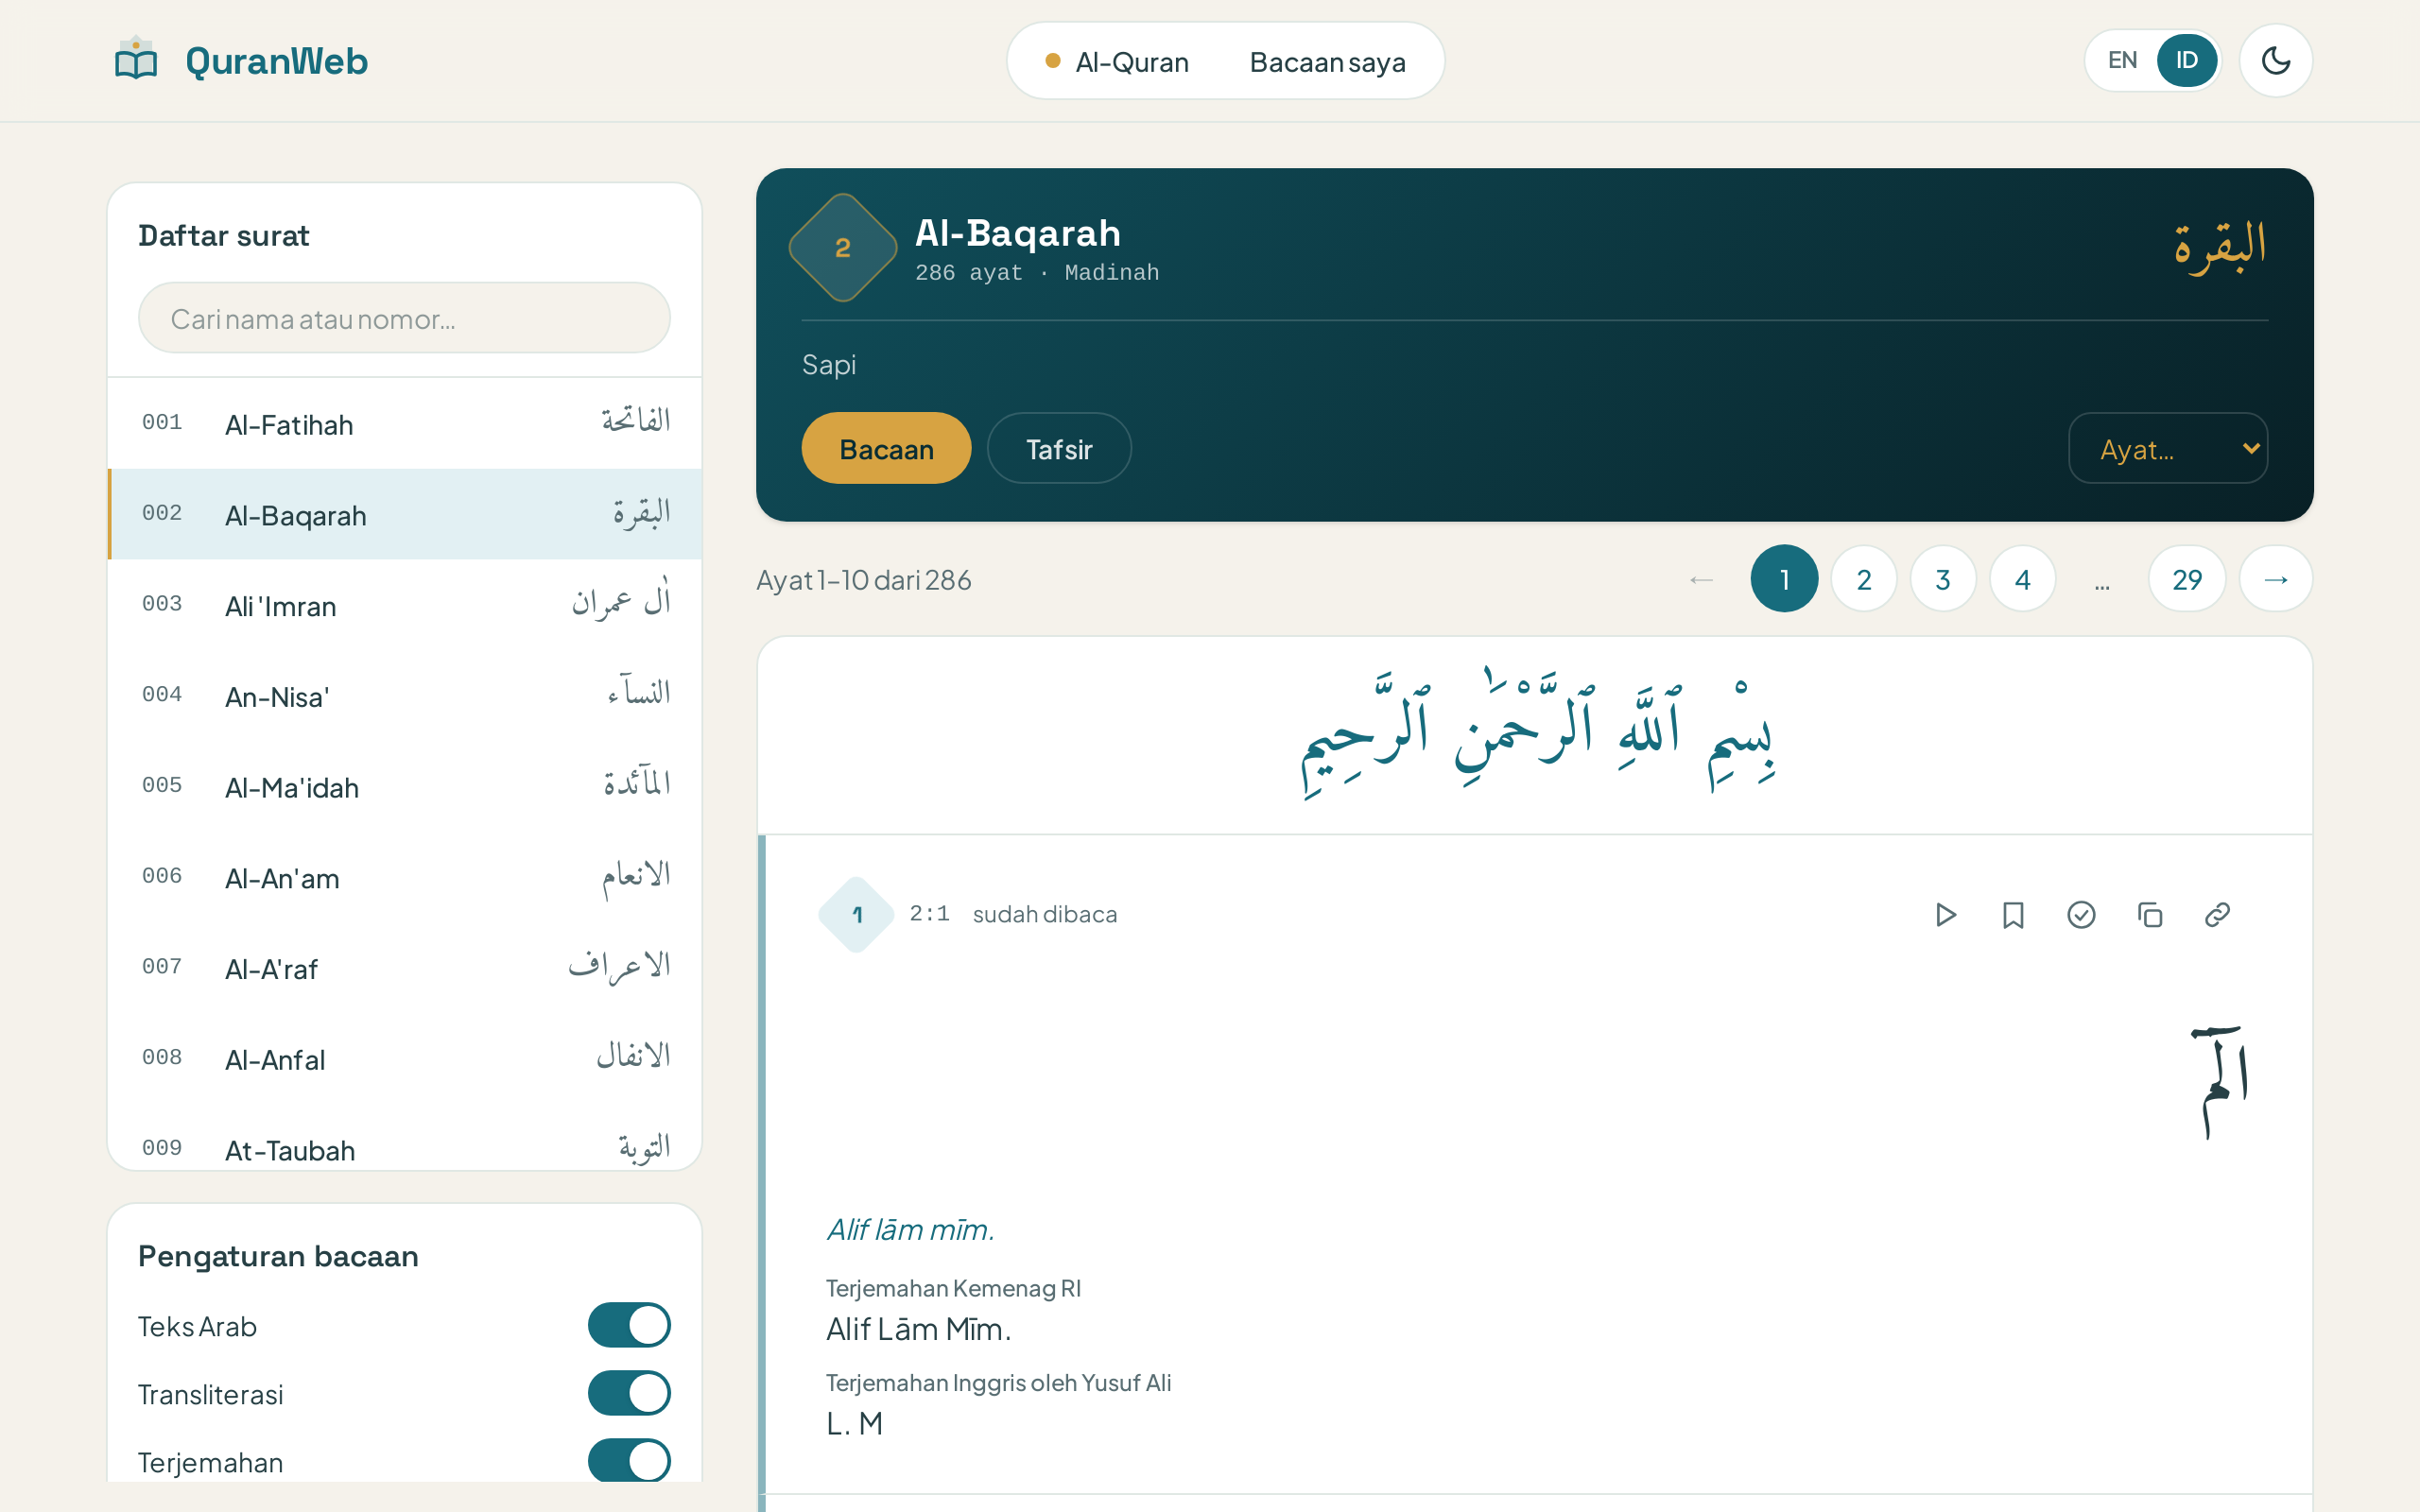 QuranWeb
Al-Quran
Bacaan saya
EN
ID
Daftar surat
Cari nama atau nomor...
001 Al-Fatihah الفاتحة
002 Al-Baqarah البقرة
003 Ali 'Imran اٰل عمران
004 An-Nisa' النساۤء
005 Al-Ma'idah الماۤئدة
006 Al-An'am الانعام
007 Al-A'raf الاعراف
008 Al-Anfal الانفال
009 At-Taubah التوبة
Pengaturan bacaan
Teks Arab
Transliterasi
Terjemahan
2
Al-Baqarah
286 ayat · Madinah
البقرة
Sapi
Bacaan
Tafsir
Ayat...
Ayat 1–10 dari 286
← 1 2 3 4 … 29 →
بِسْمِ ٱللَّهِ ٱلرَّحْمَٰنِ ٱلرَّحِيمِ
1 2:1 sudah dibaca
الٓمٓ
Alif lām mīm.
Terjemahan Kemenag RI
Alif Lām Mīm.
Terjemahan Inggris oleh Yusuf Ali
L. M